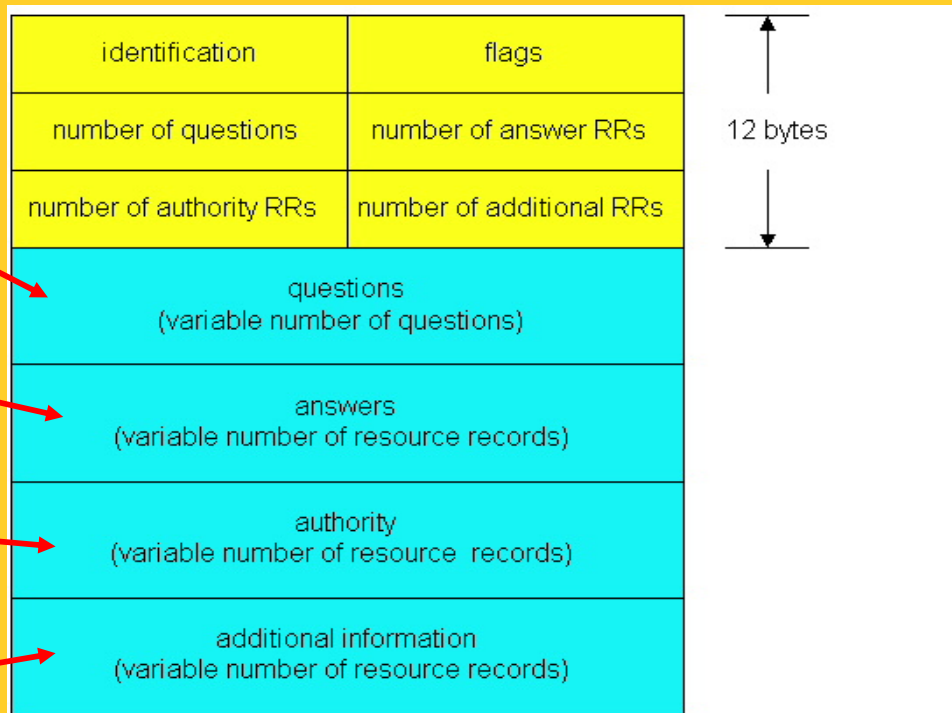 identification flags
number of questions number of answer RRs 12 bytes
number of authority RRs number of additional RRs
questions
(variable number of questions)
answers
(variable number of resource records)
authority
(variable number of resource records)
additional information
(variable number of resource records)